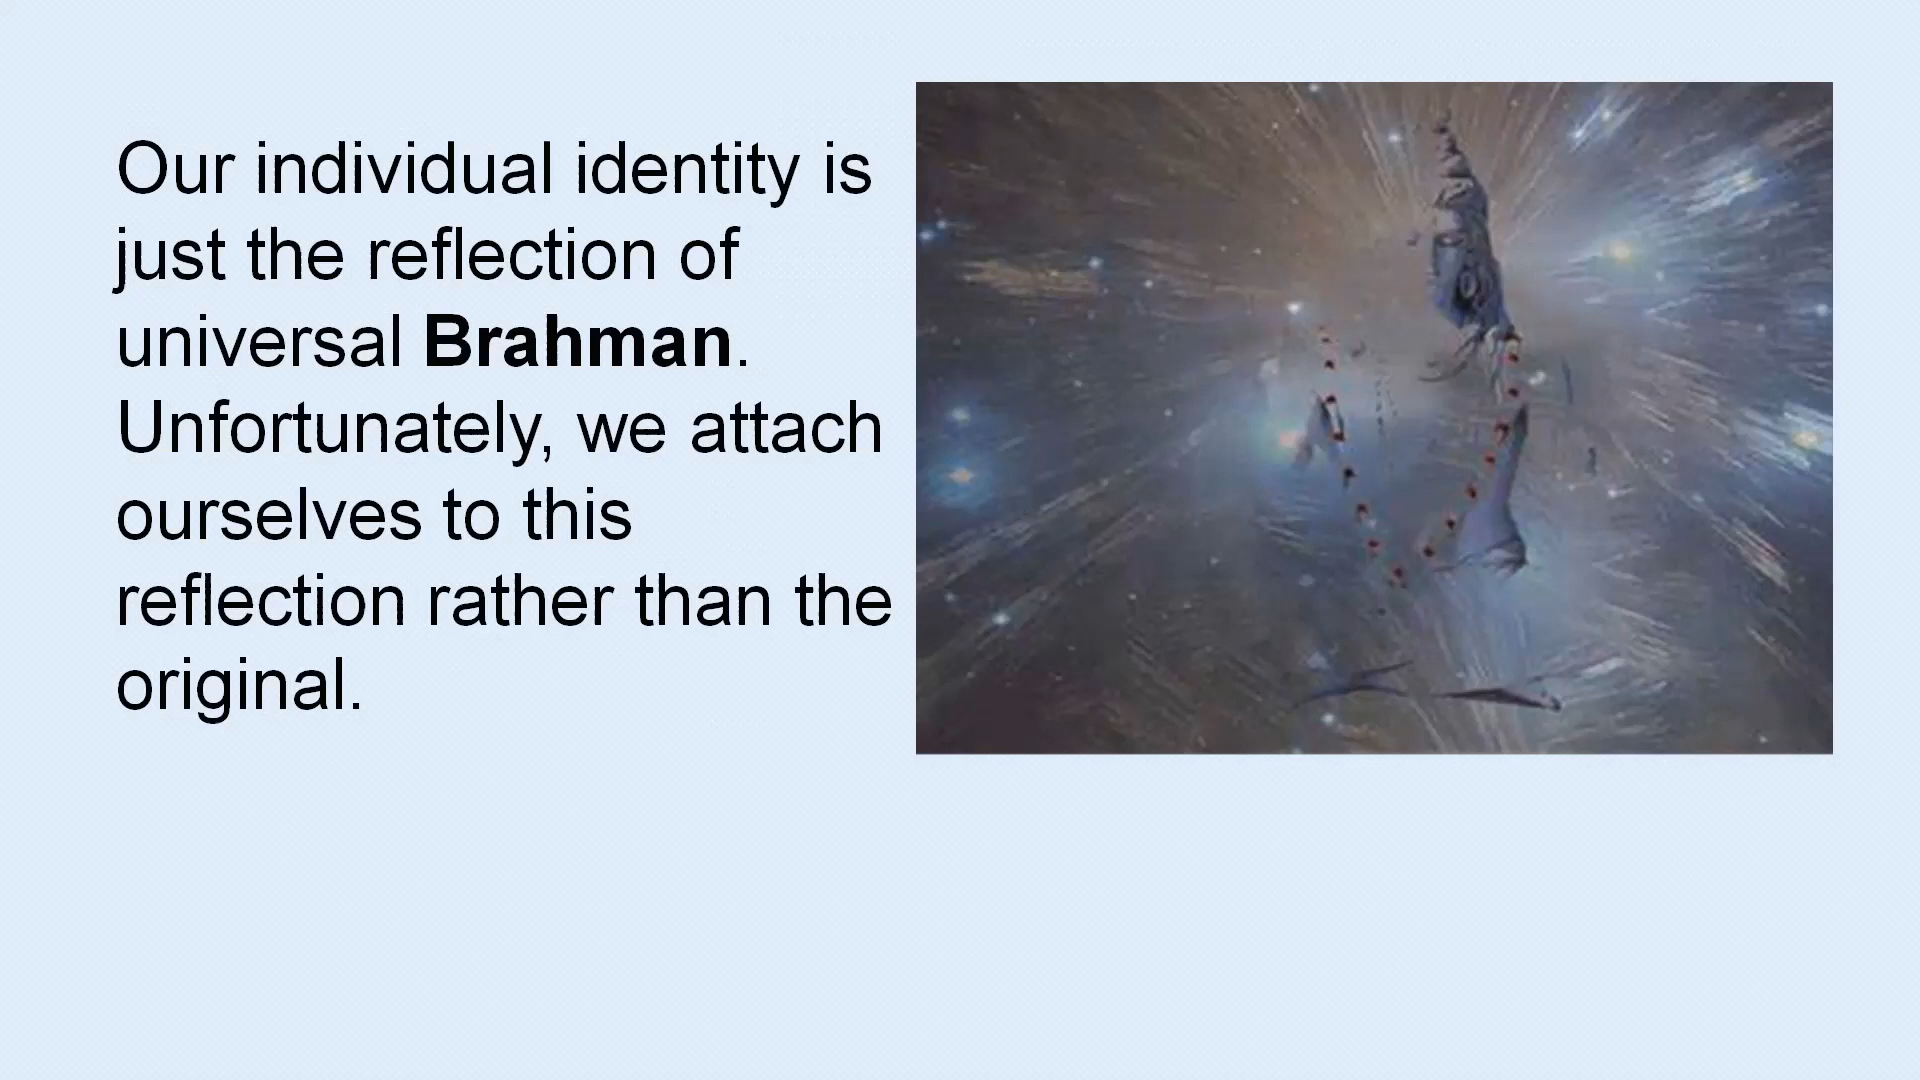 Our individual identity is
just the reflection of
universal Brahman.
Unfortunately, we attach
ourselves to this
reflection rather than the
original.